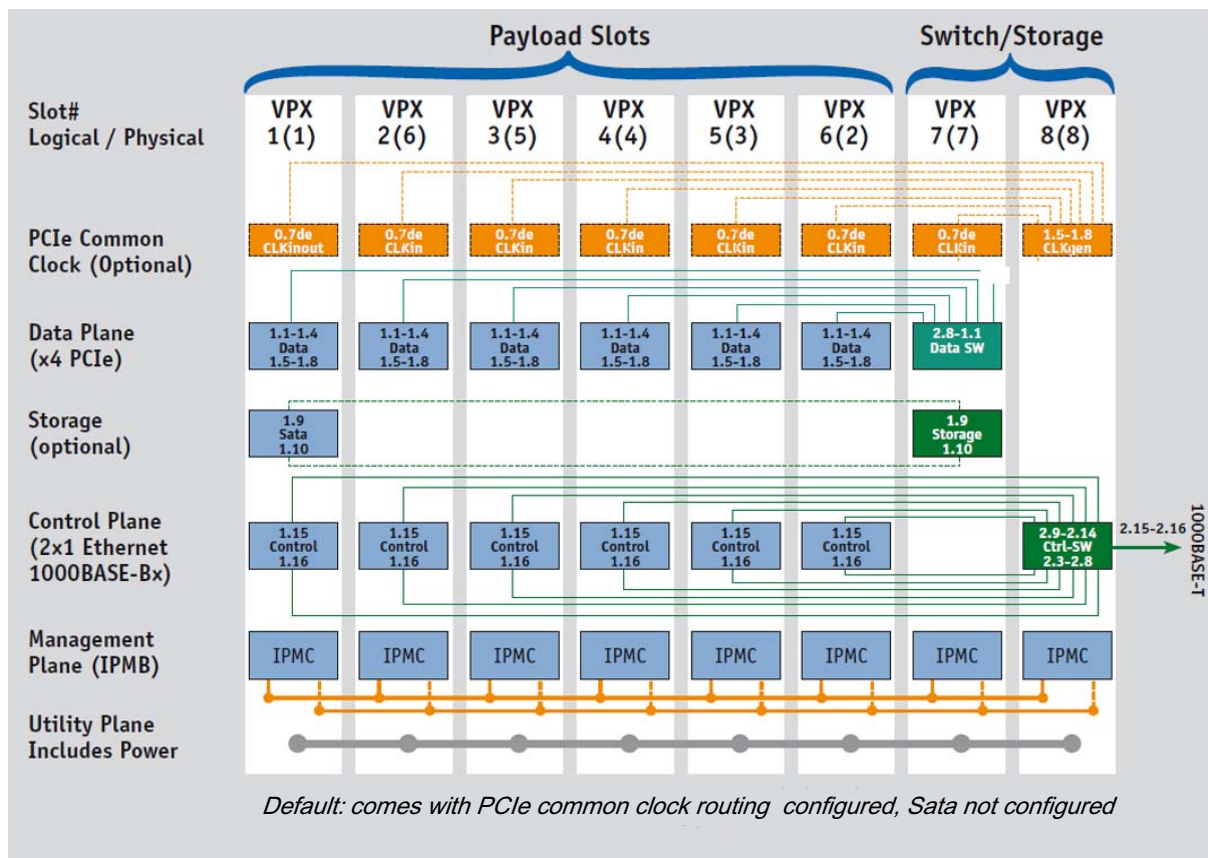 Payload Slots
Switch/Storage
Slot#
Logical / Physical
VPX
1(1)
VPX
2(6)
VPX
3(5)
VPX
4(4)
VPX
5(3)
VPX
6(2)
VPX
7(7)
VPX
8(8)
PCIe Common
Clock (Optional)
0.7de
CLKinout
0.7de
CLKin
0.7de
CLKin
0.7de
CLKin
0.7de
CLKin
0.7de
CLKin
0.7de
CLKin
1.5-1.8
CLKgen
Data Plane
(x4 PCIe)
1.1-1.4
Data
1.5-1.8
1.1-1.4
Data
1.5-1.8
1.1-1.4
Data
1.5-1.8
1.1-1.4
Data
1.5-1.8
1.1-1.4
Data
1.5-1.8
1.1-1.4
Data
1.5-1.8
2.8-1.1
Data SW
Storage
(optional)
1.9
Sata
1.10
1.9
Storage
1.10
Control Plane
(2x1 Ethernet
1000BASE-Bx)
1.15
Control
1.16
1.15
Control
1.16
1.15
Control
1.16
1.15
Control
1.16
1.15
Control
1.16
1.15
Control
1.16
2.9-2.14
Ctrl-SW
2.3-2.8
2.15-2.16
1000BASE-T
Management
Plane (IPMB)
IPMC
IPMC
IPMC
IPMC
IPMC
IPMC
IPMC
IPMC
Utility Plane
Includes Power
Default: comes with PCIe common clock routing configured, Sata not configured